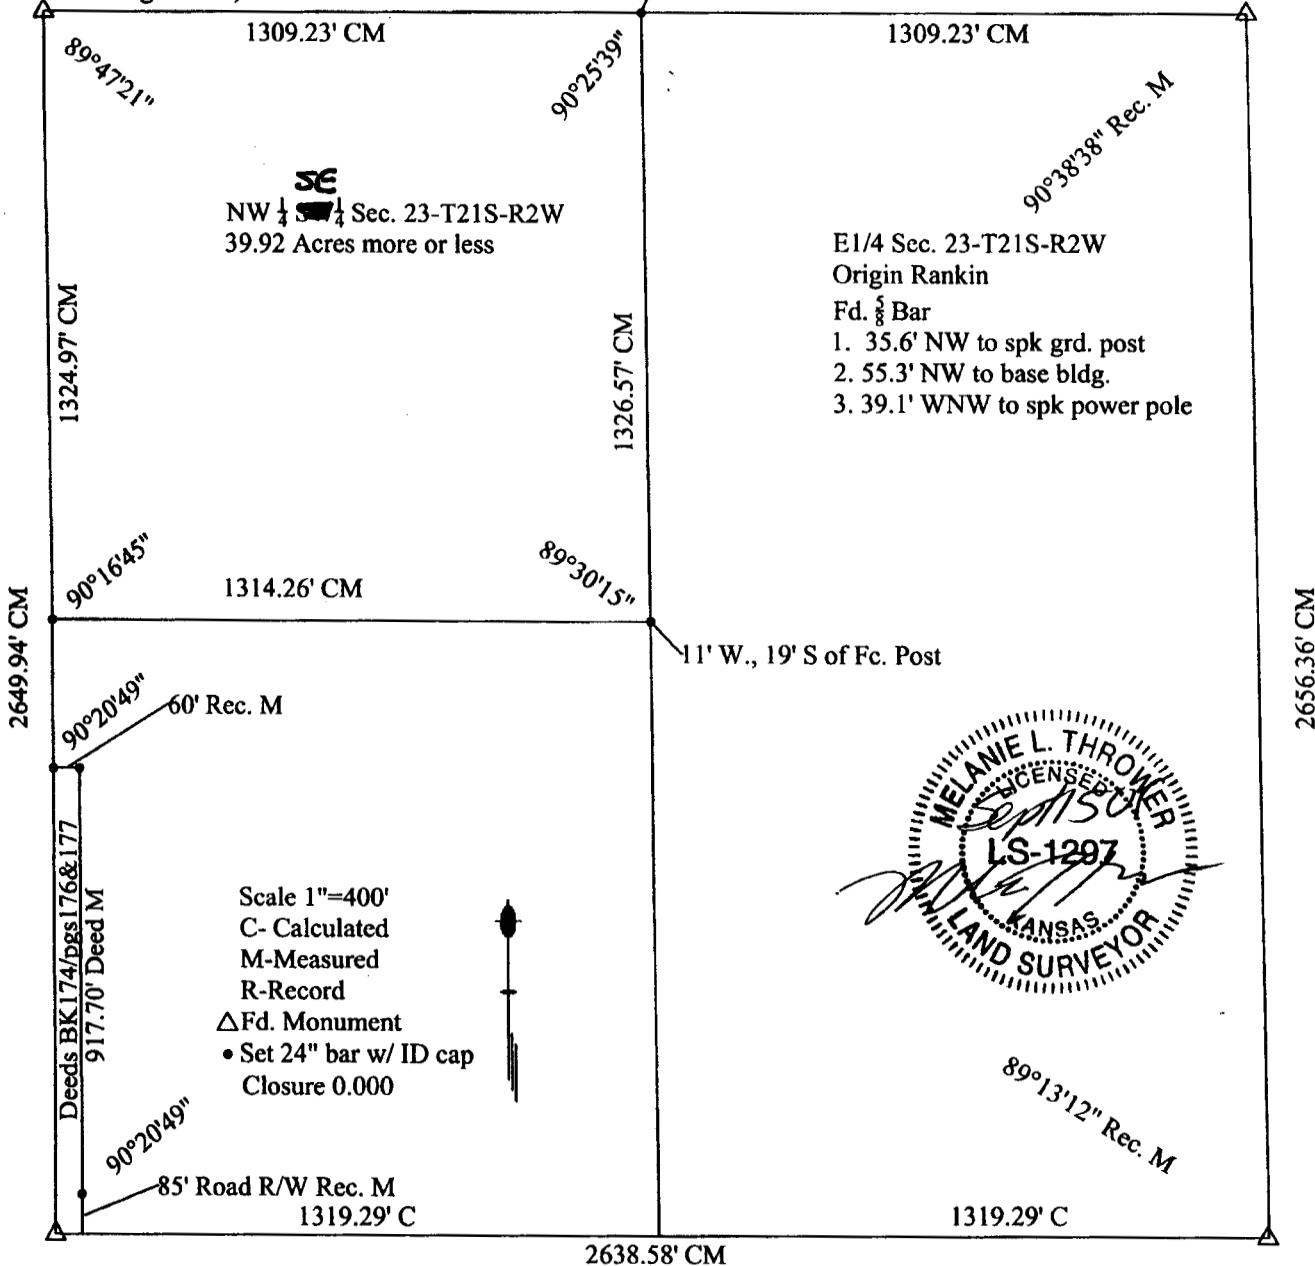 1309.23' CM
1309.23' CM
89°47'21"
90°25'39"
90°38'38" Rec. M
SE
NW 1/4 1/4 Sec. 23-T21S-R2W
39.92 Acres more or less
E1/4 Sec. 23-T21S-R2W
Origin Rankin
Fd. 5/8 Bar
1. 35.6' NW to spk grd. post
2. 55.3' NW to base bldg.
3. 39.1' WNW to spk power pole
1324.97' CM
1326.57' CM
90°16'45"
89°30'15"
1314.26' CM
11' W., 19' S of Fc. Post
2649.94' CM
2656.36' CM
90°20'49"
60' Rec. M
MELANIE L. THROWER
LICENSED
Sept 15 01
LS-1297
KANSAS
LAND SURVEYOR
Deeds BK174/pgs176&177
917.70' Deed M
Scale 1"=400'
C- Calculated
M-Measured
R-Record
△Fd. Monument
• Set 24" bar w/ ID cap
Closure 0.000
89°13'12" Rec. M
90°20'49"
85' Road R/W Rec. M
1319.29' C
1319.29' C
2638.58' CM